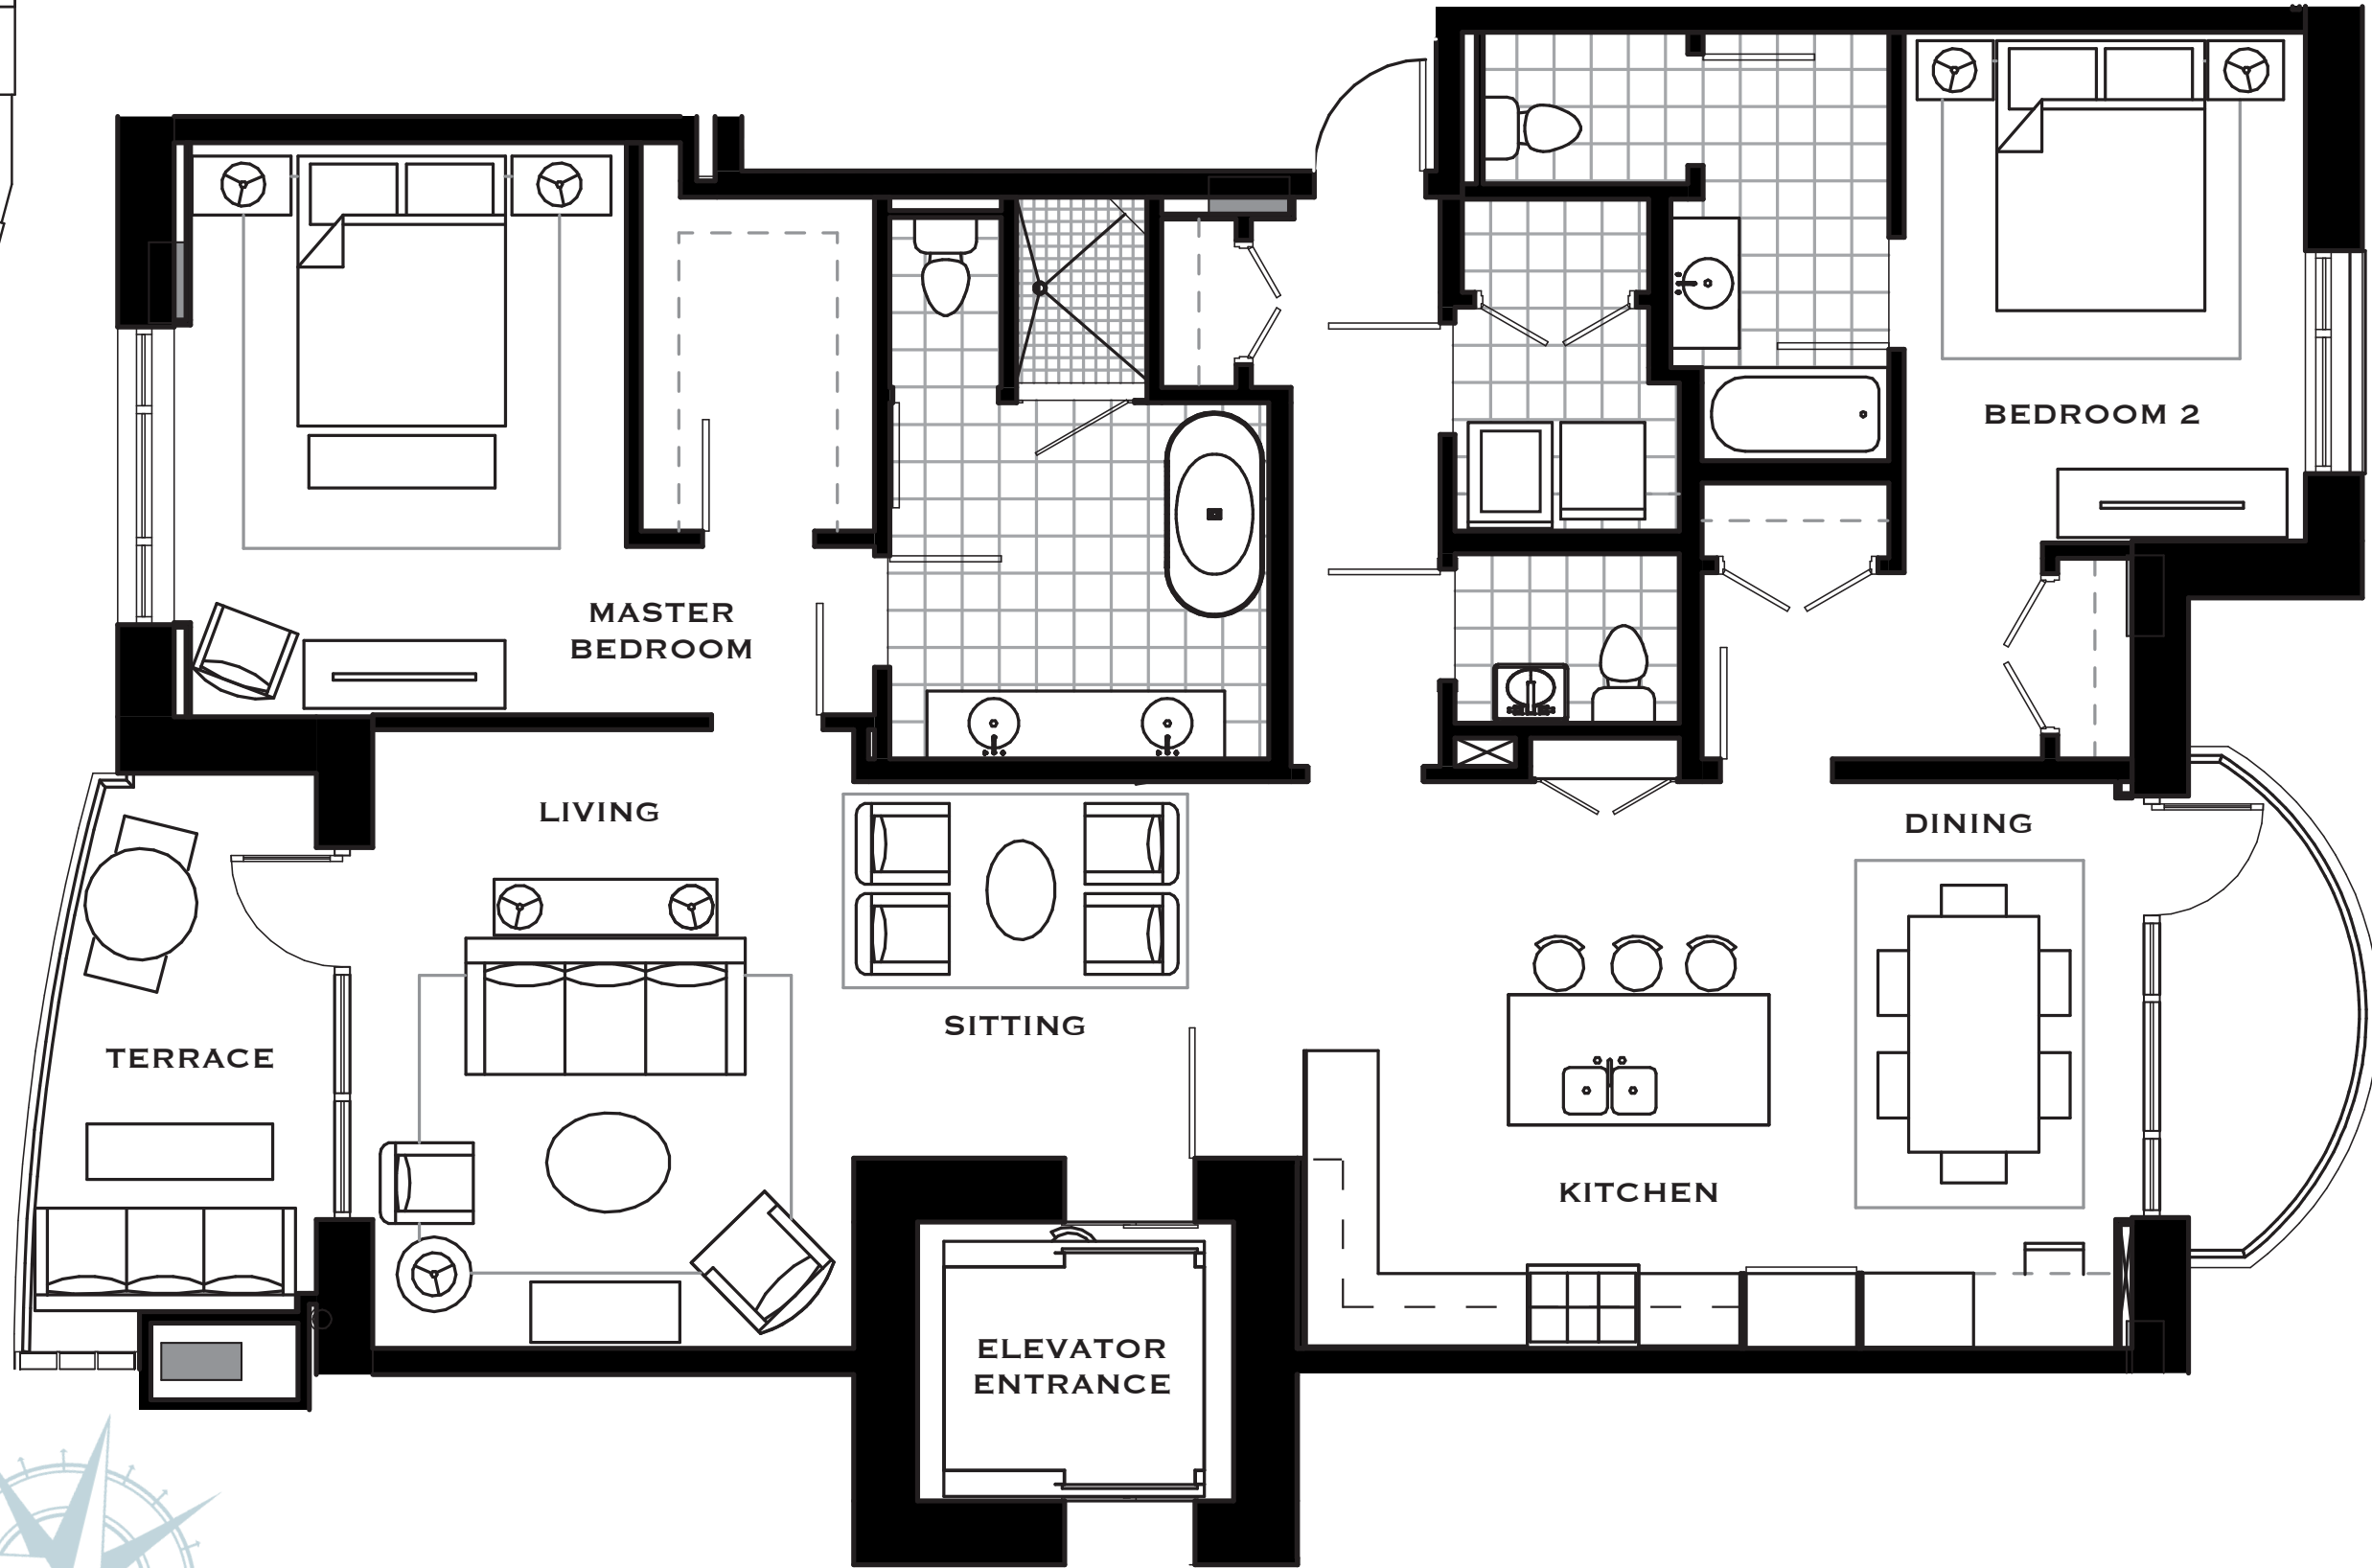 BEDROOM 2
MASTER
BEDROOM
LIVING
DINING
SITTING
TERRACE
KITCHEN
ELEVATOR
ENTRANCE